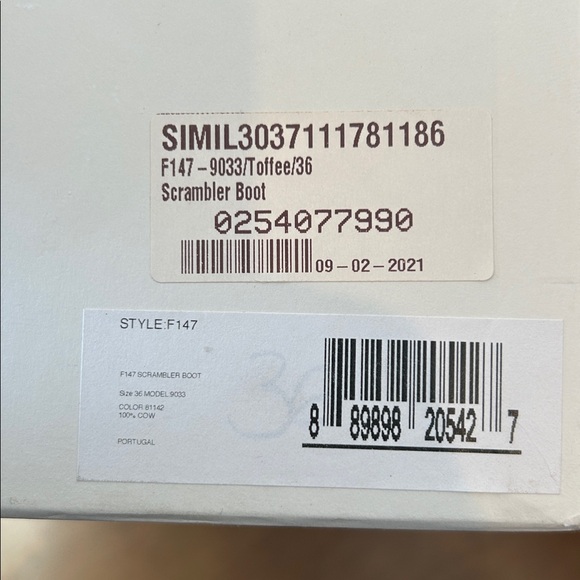 SIMIL3037111781186
F147-9033/Toffee/36
Scrambler Boot
0254077990
09-02-2021
STYLE:F147
F147 SCRAMBLER BOOT
Size 36 MODEL 9033
COLOR 81142
100% COW
PORTUGAL
36
8 89898 20542 7